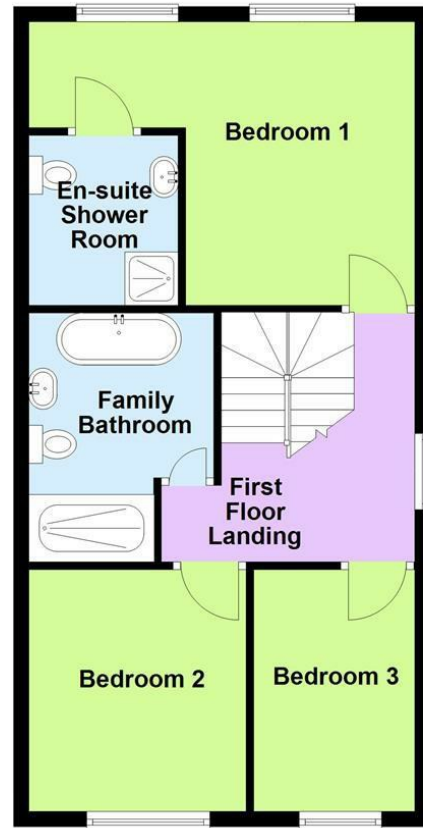 Bedroom 1
En-suite
Shower
Room
Family
Bathroom
First
Floor
Landing
Bedroom 2
Bedroom 3